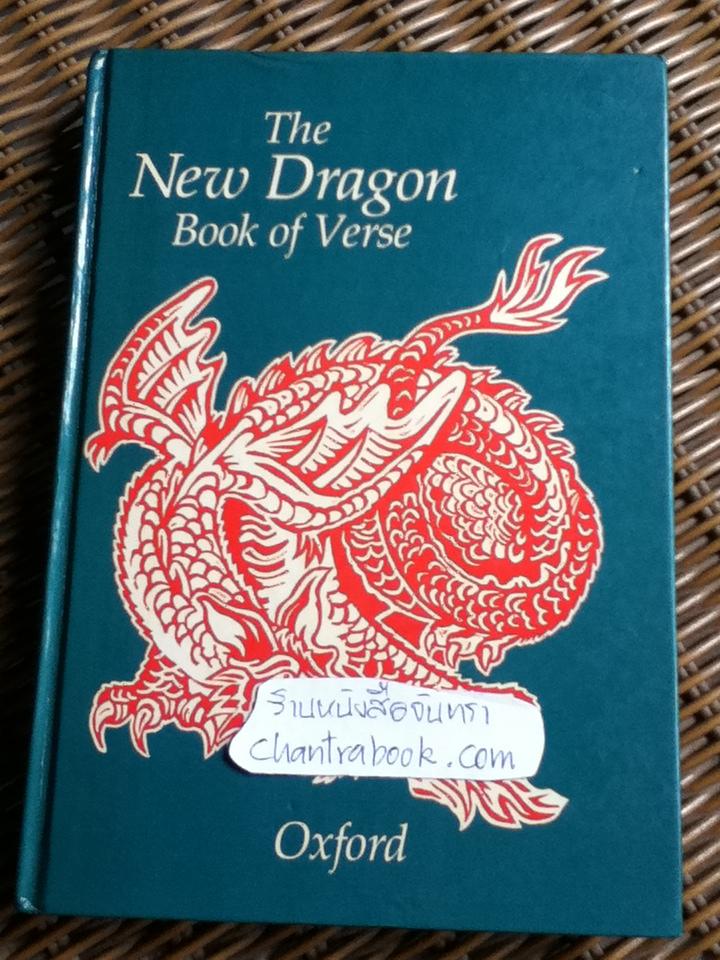 The
New Dragon
Book of Verse
ร้านหนังสือจันทรา
chantrabook.com
Oxford